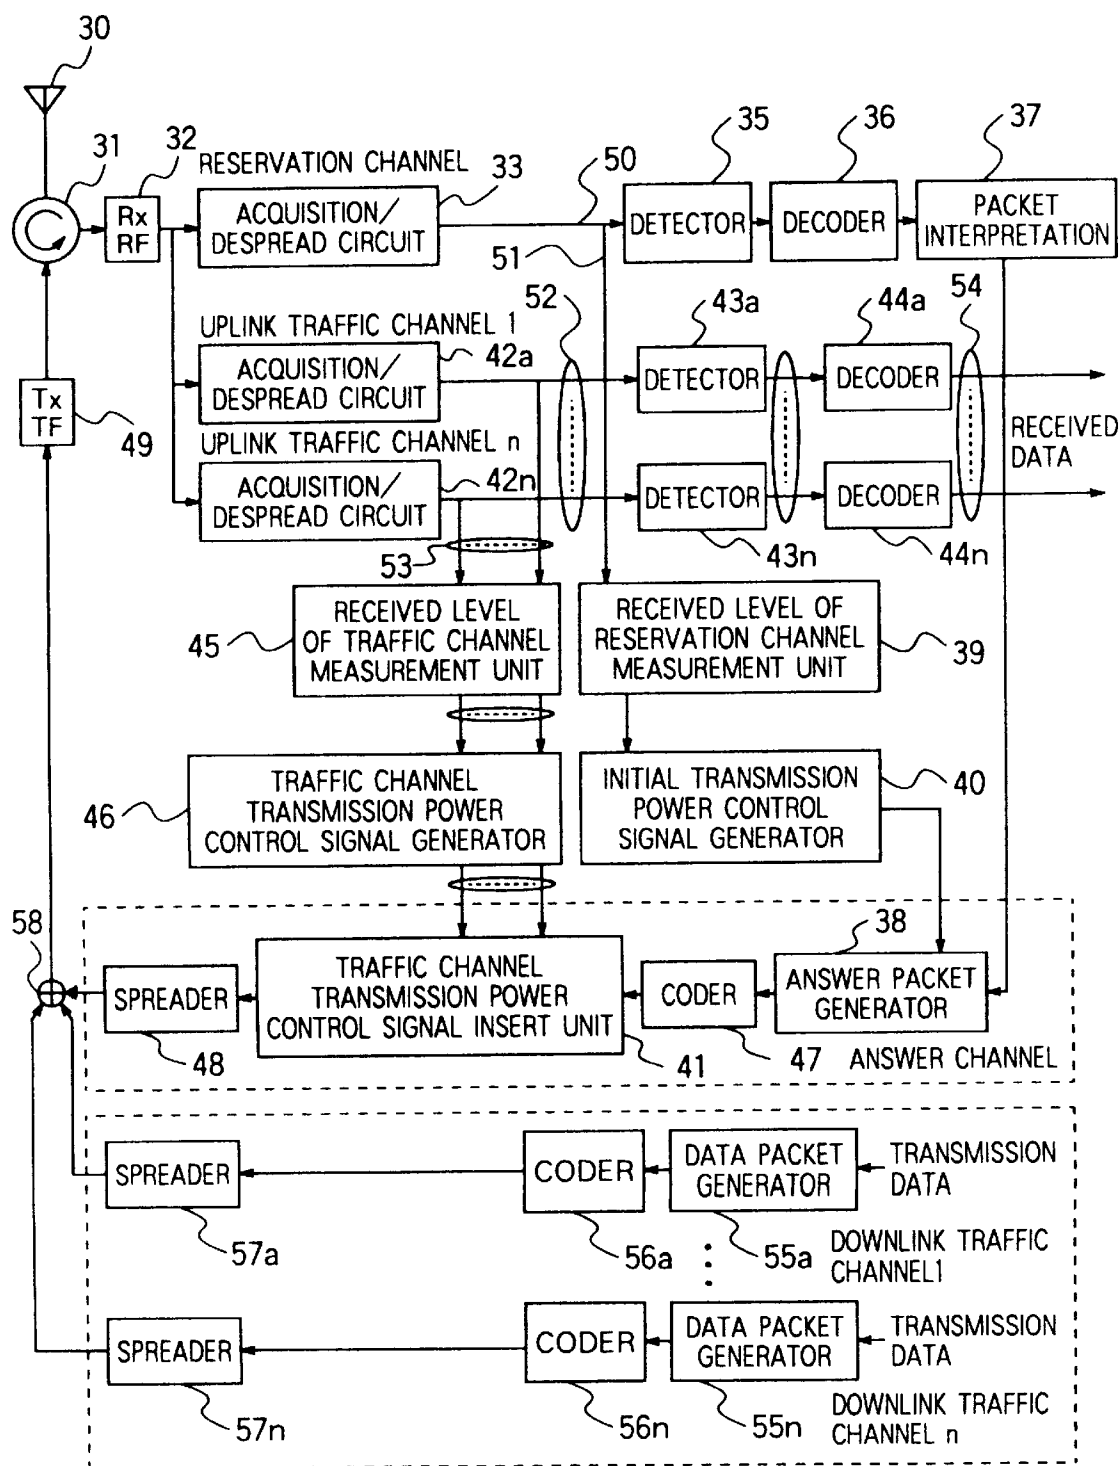 30
31
32
RESERVATION CHANNEL
33
50
35
36
37
Rx
RF
ACQUISITION/
DESPREAD CIRCUIT
DETECTOR
DECODER
PACKET
INTERPRETATION
51
52
43a
44a
54
UPLINK TRAFFIC CHANNEL 1
42a
ACQUISITION/
DESPREAD CIRCUIT
DETECTOR
DECODER
Tx
TF
49
UPLINK TRAFFIC CHANNEL n
42n
RECEIVED
DATA
ACQUISITION/
DESPREAD CIRCUIT
DETECTOR
DECODER
53
43n
44n
45
RECEIVED LEVEL
OF TRAFFIC CHANNEL
MEASUREMENT UNIT
RECEIVED LEVEL OF
RESERVATION CHANNEL
MEASUREMENT UNIT
39
46
TRAFFIC CHANNEL
TRANSMISSION POWER
CONTROL SIGNAL GENERATOR
INITIAL TRANSMISSION
POWER CONTROL
SIGNAL GENERATOR
40
58
38
SPREADER
TRAFFIC CHANNEL
TRANSMISSION POWER
CONTROL SIGNAL INSERT UNIT
CODER
ANSWER PACKET
GENERATOR
48
41
47
ANSWER CHANNEL
SPREADER
CODER
DATA PACKET
GENERATOR
TRANSMISSION
DATA
57a
56a
55a
DOWNLINK TRAFFIC
CHANNEL1
SPREADER
CODER
DATA PACKET
GENERATOR
TRANSMISSION
DATA
57n
56n
55n
DOWNLINK TRAFFIC
CHANNEL n